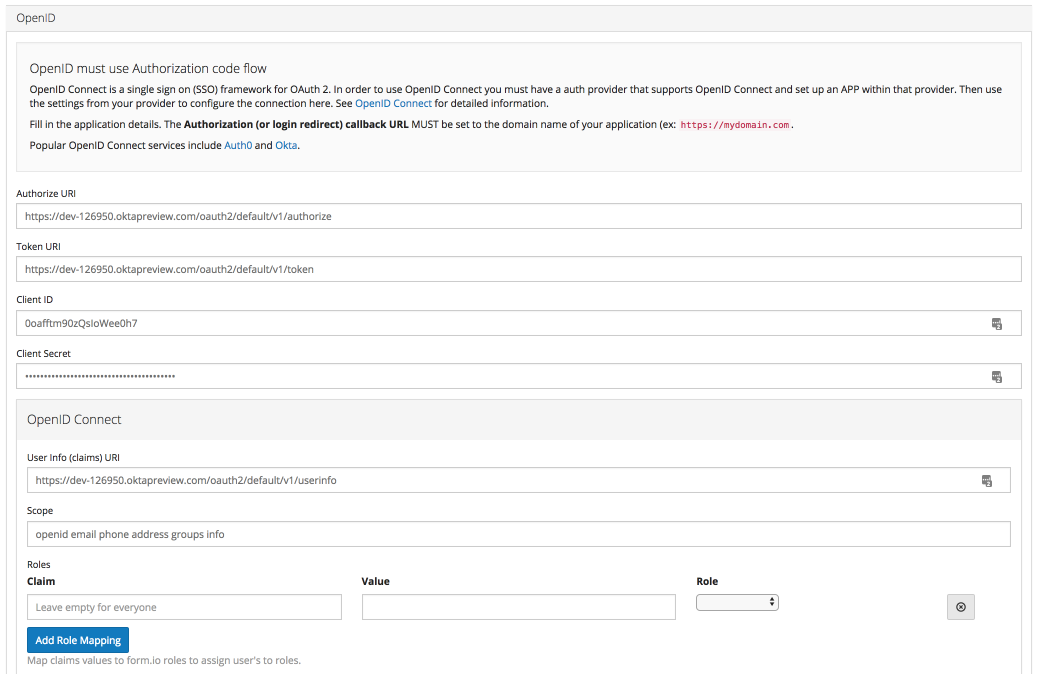 OpenID
OpenID must use Authorization code flow
OpenID Connect is a single sign on (SSO) framework for OAuth 2. In order to use OpenID Connect you must have a auth provider that supports OpenID Connect and set up an APP within that provider. Then use
the settings from your provider to configure the connection here. See OpenID Connect for detailed information.
Fill in the application details. The Authorization (or login redirect) callback URL MUST be set to the domain name of your application (ex: https://mydomain.com.
Popular OpenID Connect services include Auth0 and Okta.
Authorize URI
https://dev-126950.oktapreview.com/oauth2/default/v1/authorize
Token URI
https://dev-126950.oktapreview.com/oauth2/default/v1/token
Client ID
0oafftm90zQsIoWee0h7
Client Secret
••••••••••••••••••••••••••••••••••••••••
OpenID Connect
User Info (claims) URI
https://dev-126950.oktapreview.com/oauth2/default/v1/userinfo
Scope
openid email phone address groups info
Roles
Claim Value Role
Leave empty for everyone
Add Role Mapping
Map claims values to form.io roles to assign user's to roles.